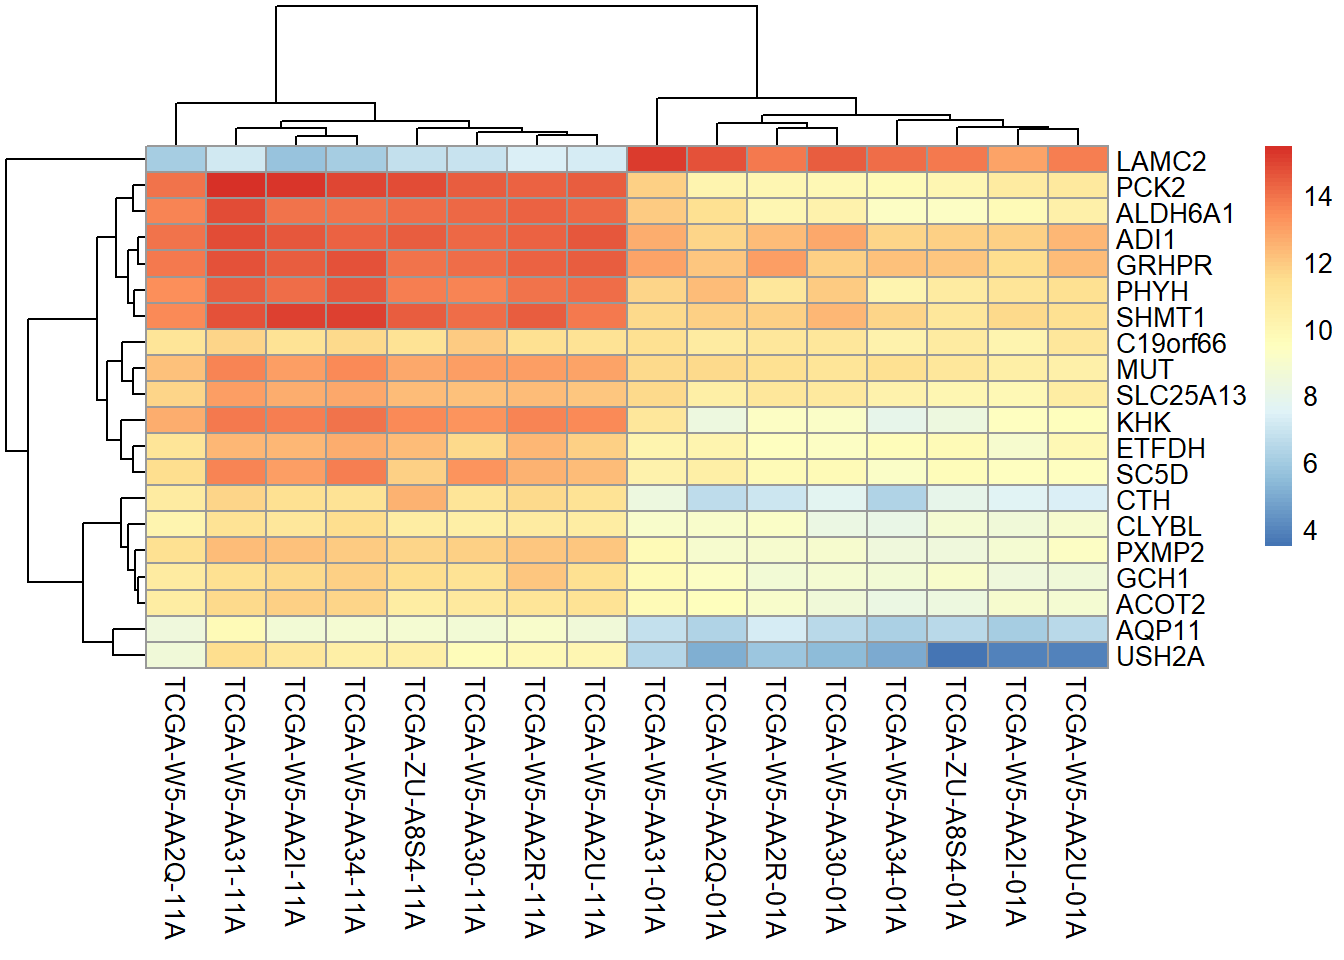 LAMC2
PCK2
ALDH6A1
ADI1
GRHPR
PHYH
SHMT1
C19orf66
MUT
SLC25A13
KHK
ETFDH
SC5D
CTH
CLYBL
PXMP2
GCH1
ACOT2
AQP11
USH2A
14
12
10
8
6
4
TCGA-W5-AA2Q-11A
TCGA-W5-AA31-11A
TCGA-W5-AA2I-11A
TCGA-W5-AA34-11A
TCGA-ZU-A8S4-11A
TCGA-W5-AA30-11A
TCGA-W5-AA2R-11A
TCGA-W5-AA2U-11A
TCGA-W5-AA31-01A
TCGA-W5-AA2Q-01A
TCGA-W5-AA2R-01A
TCGA-W5-AA30-01A
TCGA-W5-AA34-01A
TCGA-ZU-A8S4-01A
TCGA-W5-AA2I-01A
TCGA-W5-AA2U-01A